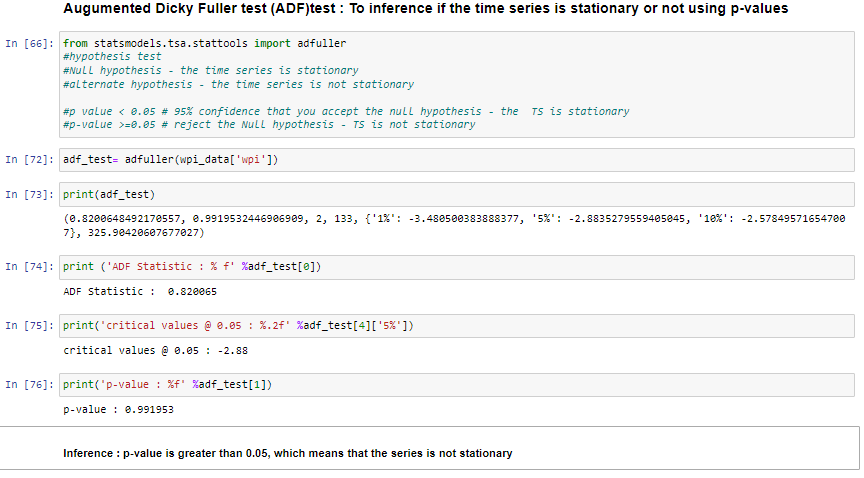 Augumented Dicky Fuller test (ADF)test : To inference if the time series is stationary or not using p-values
In [66]: from statsmodels.tsa.stattools import adfuller
#hypothesis test
#Null hypothesis - the time series is stationary
#alternate hypothesis - the time series is not stationary
#p value < 0.05 # 95% confidence that you accept the null hypothesis - the  TS is stationary
#p-value >=0.05 # reject the Null hypothesis - TS is not stationary
In [72]: adf_test= adfuller(wpi_data['wpi'])
In [73]: print(adf_test)
(0.8200648492170557, 0.9919532446906909, 2, 133, {'1%': -3.480500383888377, '5%': -2.8835279559405045, '10%': -2.57849571654700
7}, 325.90420607677027)
In [74]: print ('ADF Statistic : % f' %adf_test[0])
ADF Statistic :  0.820065
In [75]: print('critical values @ 0.05 : %.2f' %adf_test[4]['5%'])
critical values @ 0.05 : -2.88
In [76]: print('p-value : %f' %adf_test[1])
p-value : 0.991953
Inference : p-value is greater than 0.05, which means that the series is not stationary